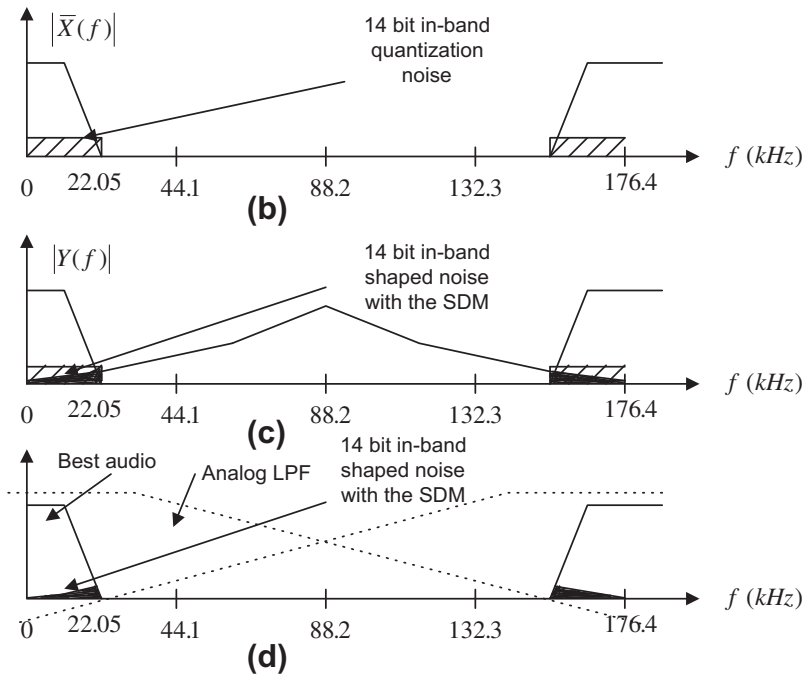 |X̄(f)|
14 bit in-band
quantization
noise
f (kHz)
0 22.05 44.1 88.2 132.3 176.4
(b)
|Y(f)|
14 bit in-band
shaped noise
with the SDM
f (kHz)
0 22.05 44.1 88.2 132.3 176.4
(c)
Best audio
Analog LPF
14 bit in-band
shaped noise
with the SDM
f (kHz)
0 22.05 44.1 88.2 132.3 176.4
(d)